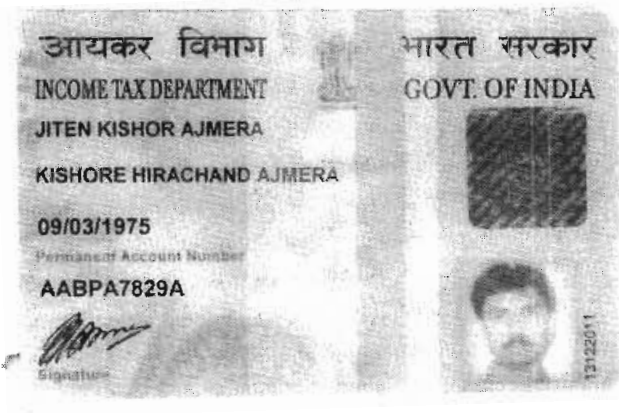 आयकर विभाग
भारत सरकार
INCOME TAX DEPARTMENT
GOVT. OF INDIA
JITEN KISHOR AJMERA
KISHORE HIRACHAND AJMERA
09/03/1975
Permanent Account Number
AABPA7829A
Signature
13122011